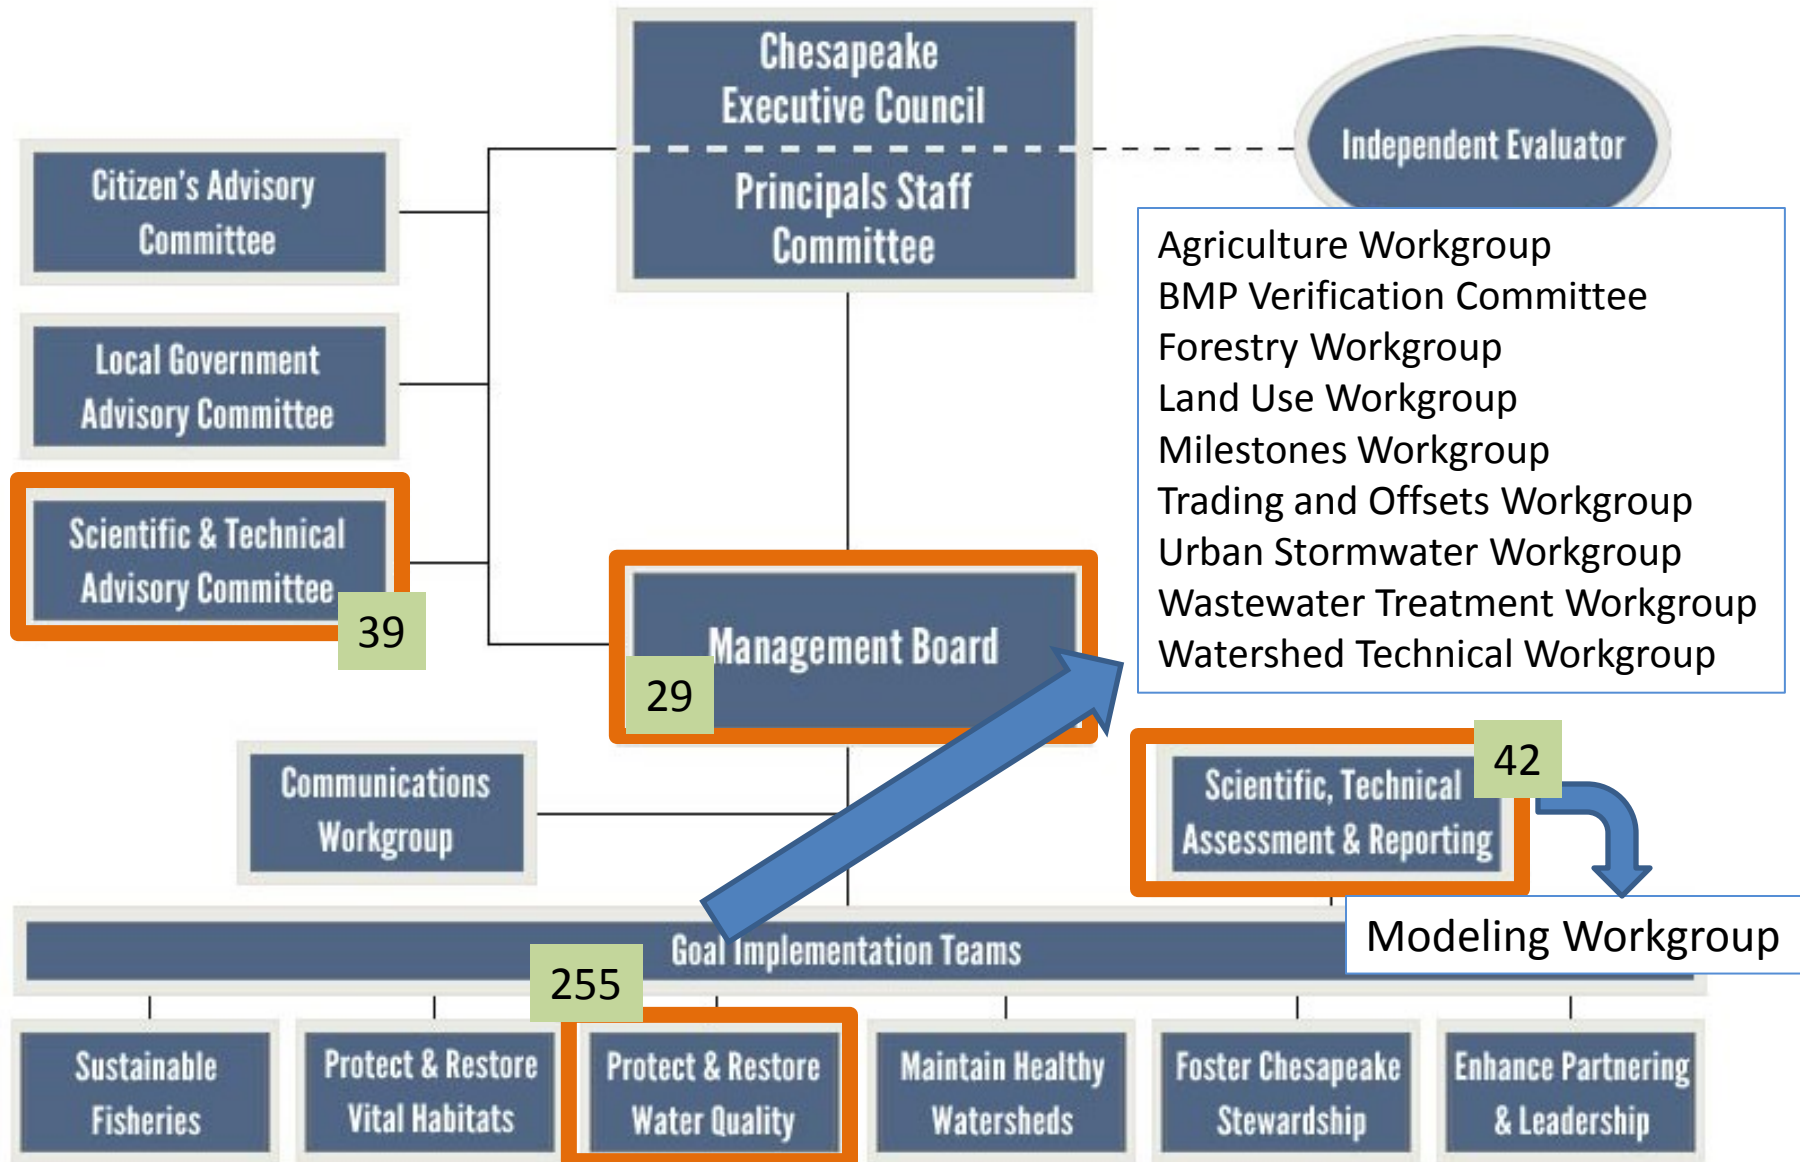 Chesapeake
Executive Council
Principals Staff
Committee
Independent Evaluator
Citizen's Advisory
Committee
Local Government
Advisory Committee
Scientific & Technical
Advisory Committee
39
Management Board
29
Agriculture Workgroup
BMP Verification Committee
Forestry Workgroup
Land Use Workgroup
Milestones Workgroup
Trading and Offsets Workgroup
Urban Stormwater Workgroup
Wastewater Treatment Workgroup
Watershed Technical Workgroup
Communications
Workgroup
42
Scientific, Technical
Assessment & Reporting
Modeling Workgroup
Goal Implementation Teams
255
Sustainable
Fisheries
Protect & Restore
Vital Habitats
Protect & Restore
Water Quality
Maintain Healthy
Watersheds
Foster Chesapeake
Stewardship
Enhance Partnering
& Leadership